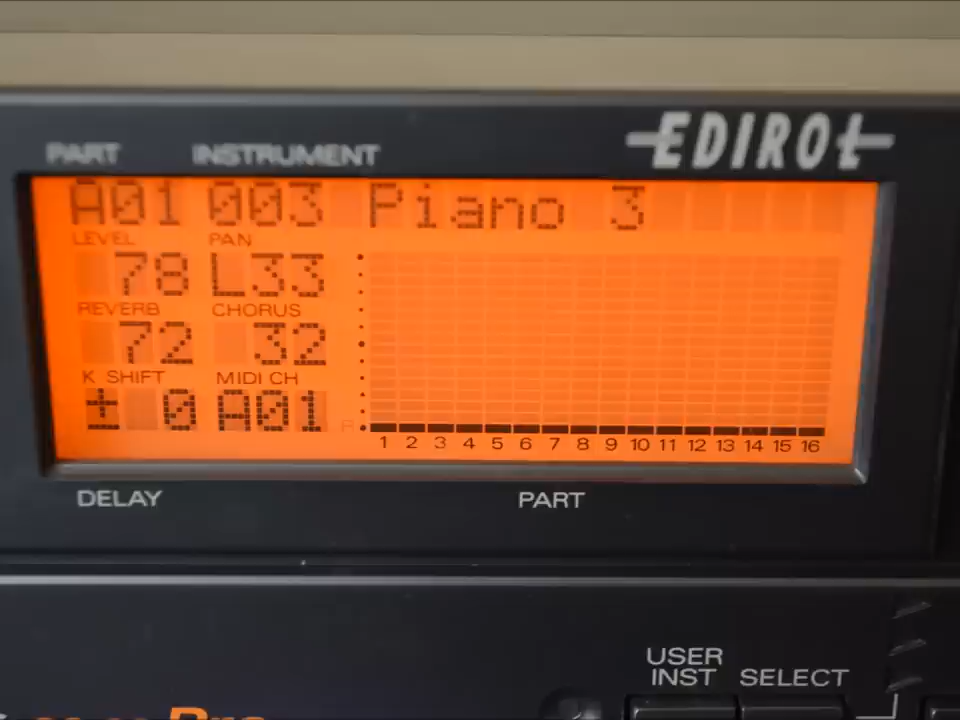 EDIROL
PART INSTRUMENT
A01 003 Piano 3
LEVEL PAN
78 L33
REVERB CHORUS
72 32
K SHIFT MIDI CH
± 0 A01
1 2 3 4 5 6 7 8 9 10 11 12 13 14 15 16
DELAY PART
USER
INST SELECT
Pro